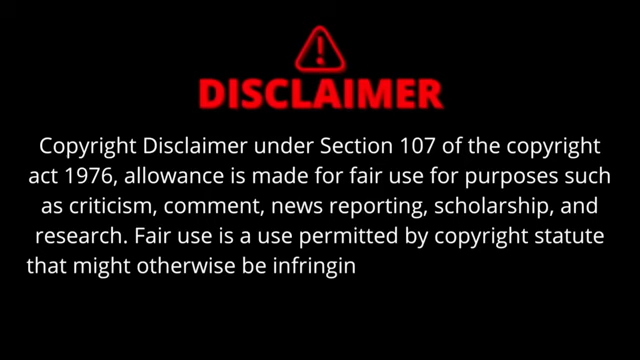 DISCLAIMER
Copyright Disclaimer under Section 107 of the copyright
act 1976, allowance is made for fair use for purposes such
as criticism, comment, news reporting, scholarship, and
research. Fair use is a use permitted by copyright statute
that might otherwise be infringin